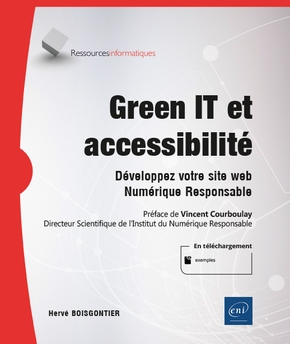 Ressourcesinformatiques
Green IT et
accessibilité
Développez votre site web
Numérique Responsable
Préface de Vincent Courboulay
Directeur Scientifique de l'Institut du Numérique Responsable
En téléchargement
exemples
Hervé BOISGONTIER
eni